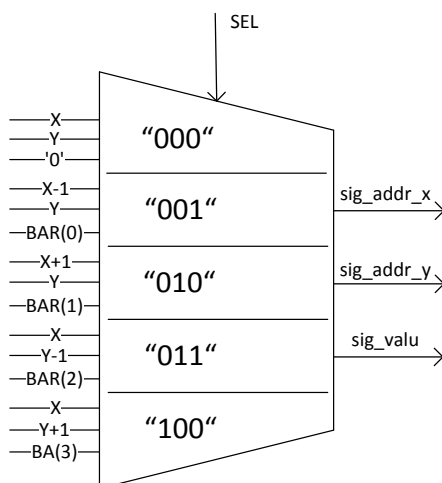 SEL
X
Y
'0'
“000“
X-1
Y
BAR(0)
“001“
sig_addr_x
X+1
Y
BAR(1)
“010“
sig_addr_y
X
Y-1
BAR(2)
“011“
sig_valu
X
Y+1
BA(3)
“100“